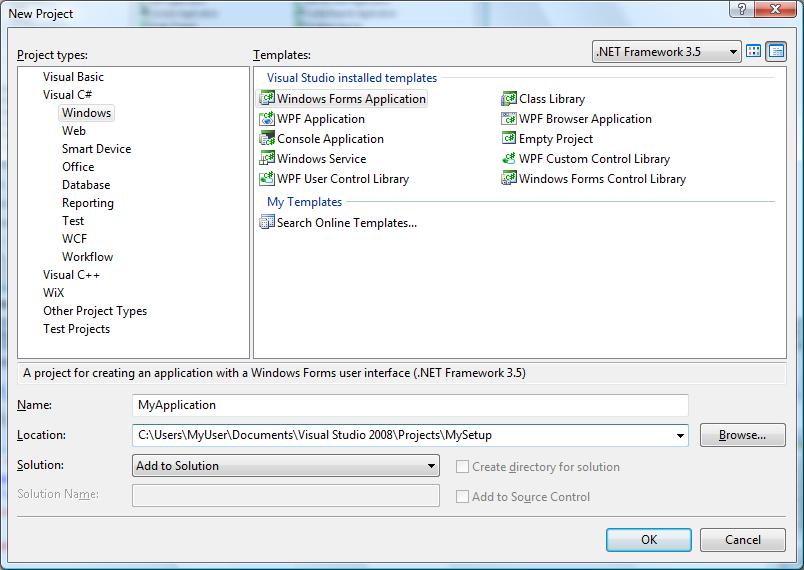 New Project
Project types:
Templates:
.NET Framework 3.5
Visual Basic
Visual C#
Windows
Web
Smart Device
Office
Database
Reporting
Test
WCF
Workflow
Visual C++
WiX
Other Project Types
Test Projects
Visual Studio installed templates
Windows Forms Application
Class Library
WPF Application
WPF Browser Application
Console Application
Empty Project
Windows Service
WPF Custom Control Library
WPF User Control Library
Windows Forms Control Library
My Templates
Search Online Templates...
A project for creating an application with a Windows Forms user interface (.NET Framework 3.5)
Name: MyApplication
Location: C:\Users\MyUser\Documents\Visual Studio 2008\Projects\MySetup Browse...
Solution: Add to Solution Create directory for solution
Solution Name: Add to Source Control
OK Cancel